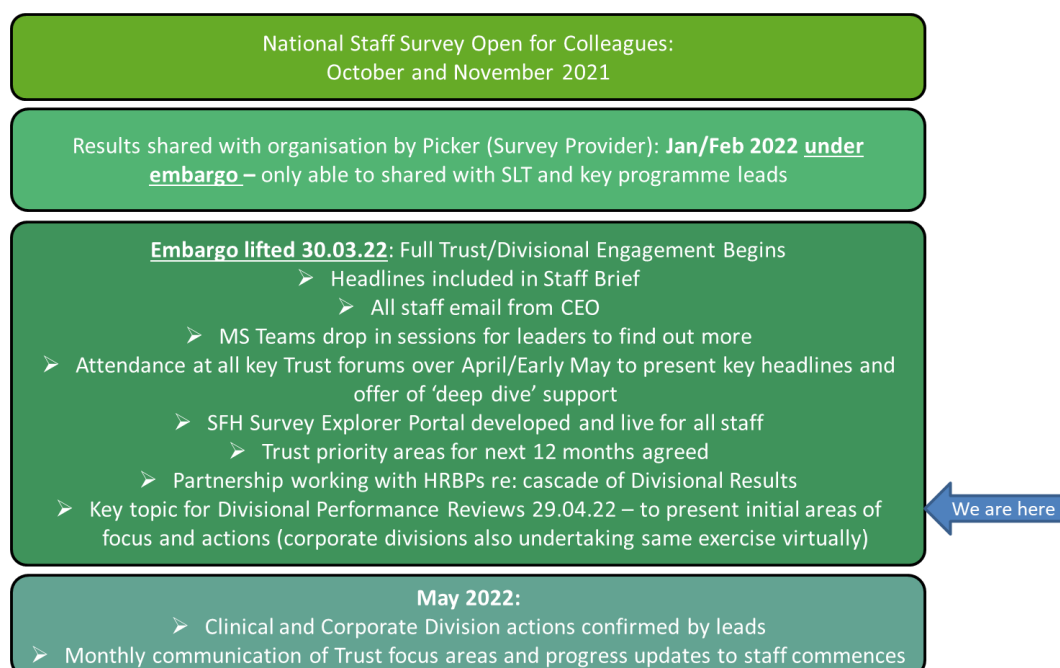 National Staff Survey Open for Colleagues:
October and November 2021
Results shared with organisation by Picker (Survey Provider): Jan/Feb 2022 under
embargo – only able to shared with SLT and key programme leads
Embargo lifted 30.03.22: Full Trust/Divisional Engagement Begins
➢ Headlines included in Staff Brief
➢ All staff email from CEO
➢ MS Teams drop in sessions for leaders to find out more
➢ Attendance at all key Trust forums over April/Early May to present key headlines and
offer of ‘deep dive’ support
➢ SFH Survey Explorer Portal developed and live for all staff
➢ Trust priority areas for next 12 months agreed
➢ Partnership working with HRBPs re: cascade of Divisional Results
➢ Key topic for Divisional Performance Reviews 29.04.22 – to present initial areas of
focus and actions (corporate divisions also undertaking same exercise virtually)
We are here
May 2022:
➢ Clinical and Corporate Division actions confirmed by leads
➢ Monthly communication of Trust focus areas and progress updates to staff commences